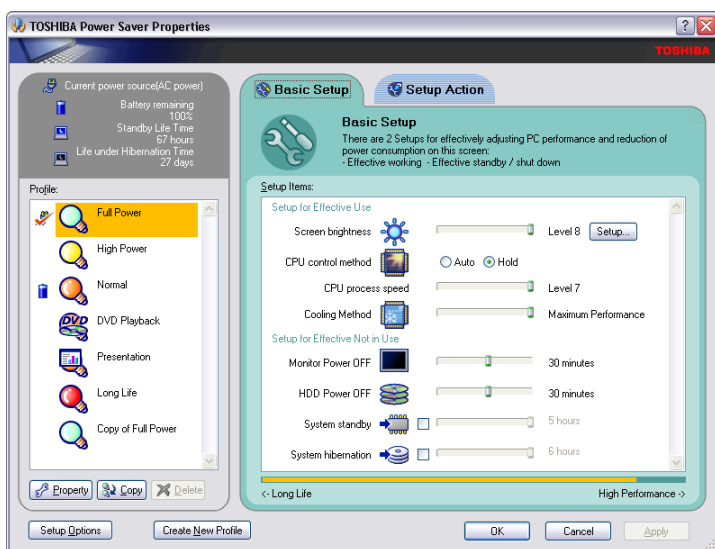 TOSHIBA Power Saver Properties
TOSHIBA
Current power source(AC power)
Battery remaining
100%
Standby Life Time
67 hours
Life under Hibernation Time
27 days
Profile:
Full Power
High Power
Normal
DVD Playback
Presentation
Long Life
Copy of Full Power
Property Copy Delete
Basic Setup Setup Action
Basic Setup
There are 2 Setups for effectively adjusting PC performance and reduction of
power consumption on this screen:
- Effective working - Effective standby / shut
down
Setup Items:
Setup for Effective Use
Screen brightness Level 8 Setup...
CPU control method Auto Hold
CPU process speed Level 7
Cooling Method Maximum Performance
Setup for Effective Not in Use
Monitor Power OFF 30 minutes
HDD Power OFF 30 minutes
System standby 5 hours
System hibernation 6 hours
<- Long Life High Performance ->
Setup Options Create New Profile OK Cancel Apply